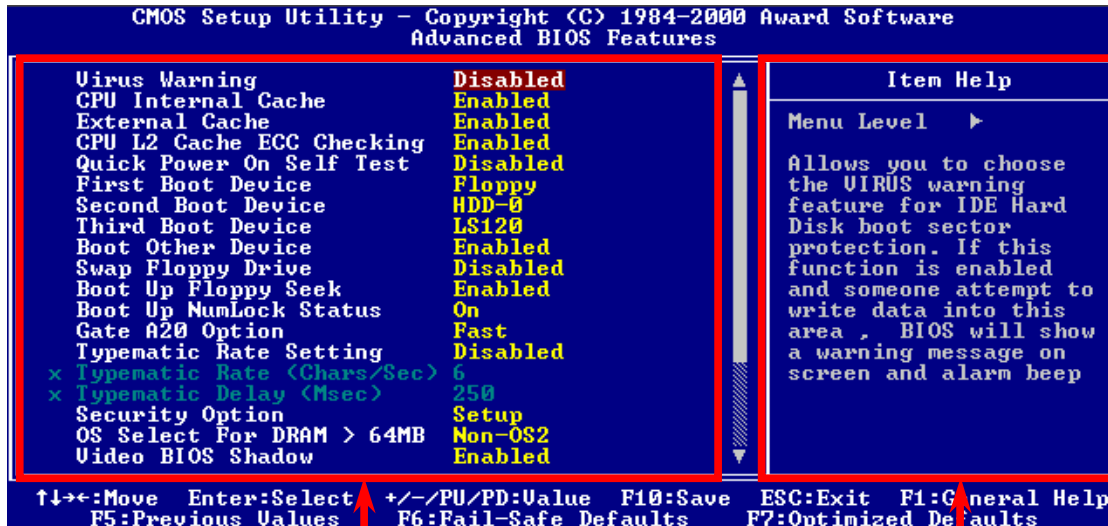 CMOS Setup Utility - Copyright (C) 1984-2000 Award Software
Advanced BIOS Features
Virus Warning Disabled
CPU Internal Cache Enabled
External Cache Enabled
CPU L2 Cache ECC Checking Enabled
Quick Power On Self Test Disabled
First Boot Device Floppy
Second Boot Device HDD-0
Third Boot Device LS120
Boot Other Device Enabled
Swap Floppy Drive Disabled
Boot Up Floppy Seek Enabled
Boot Up NumLock Status On
Gate A20 Option Fast
Typematic Rate Setting Disabled
x Typematic Rate (Chars/Sec) 6
x Typematic Delay (Msec) 250
Security Option Setup
OS Select For DRAM > 64MB Non-OS2
Video BIOS Shadow Enabled
Item Help
Menu Level ▶
Allows you to choose
the VIRUS warning
feature for IDE Hard
Disk boot sector
protection. If this
function is enabled
and someone attempt to
write data into this
area , BIOS will show
a warning message on
screen and alarm beep
↑↓→←:Move Enter:Select +/-/PU/PD:Value F10:Save ESC:Exit F1:General Help
F5:Previous Values F6:Fail-Safe Defaults F7:Optimized Defaults